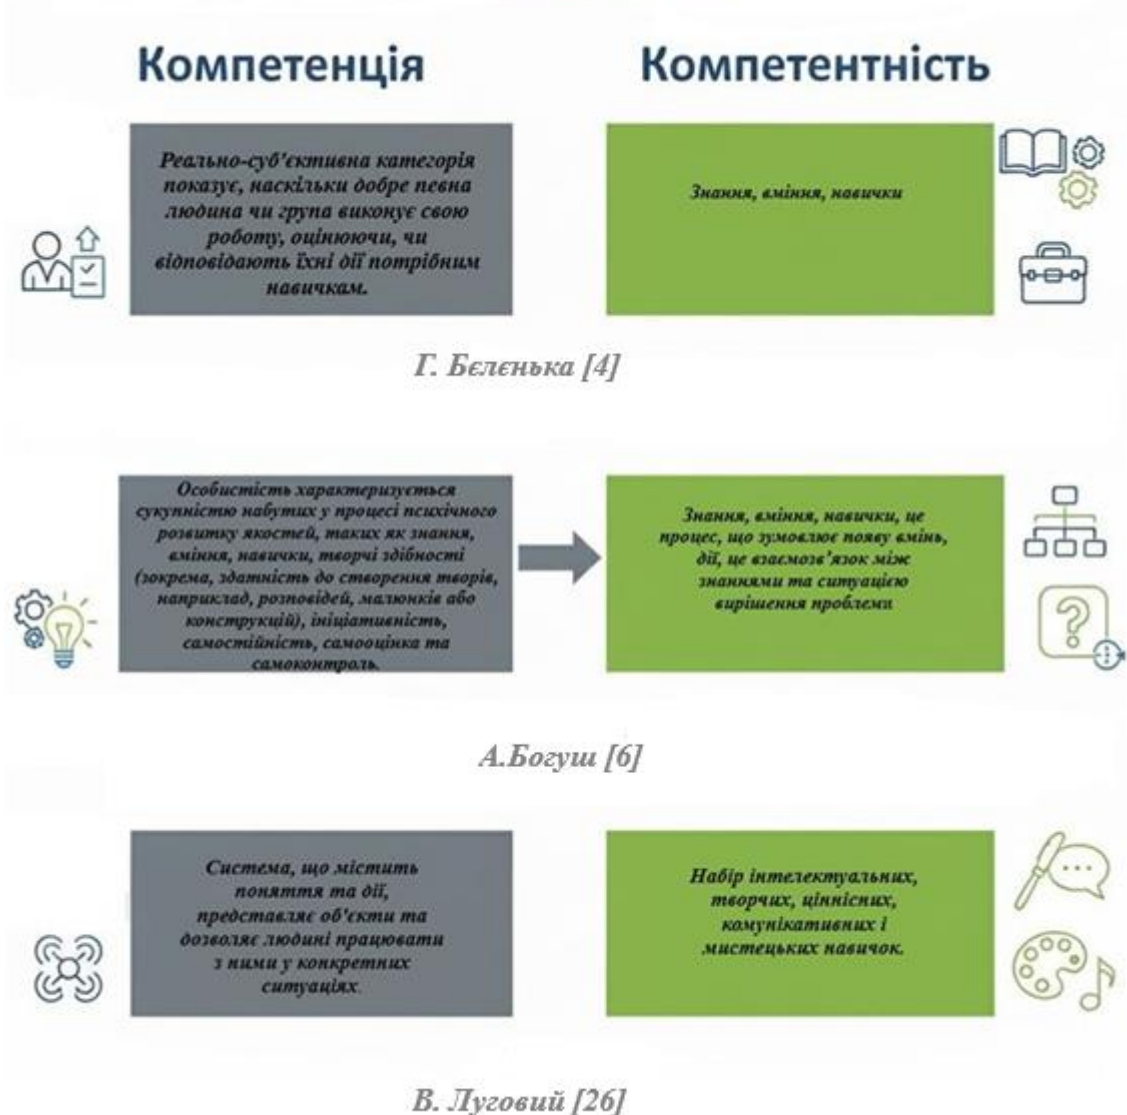 Компетенція
Компетентність
Реально-суб'єктивна категорія
показує, наскільки добре певна
людина чи група виконує свою
роботу, оцінюючи, чи
відповідають їхні дії потрібним
навичкам.
Знання, вміння, навички
Г. Бєлєнька [4]
Особистість характеризується
сукупністю набутих у процесі психічного
розвитку якостей, таких як знання,
вміння, навички, творчі здібності
(зокрема, здатність до створення творів,
наприклад, розповідей, малюнків або
конструкцій), ініціативність,
самостійність, самооцінка та
самоконтроль.
Знання, вміння, навички, це
процес, що зумовлює появу вмінь,
дії, це взаємозв'язок між
знаннями та ситуацією
вирішення проблеми
?
А.Богуш [6]
Система, що містить
поняття та дії,
представляє об'єкти та
дозволяє людині працювати
з ними у конкретних
ситуаціях.
Набір інтелектуальних,
творчих, ціннісних,
комунікативних і
мистецьких навичок.
В. Луговий [26]